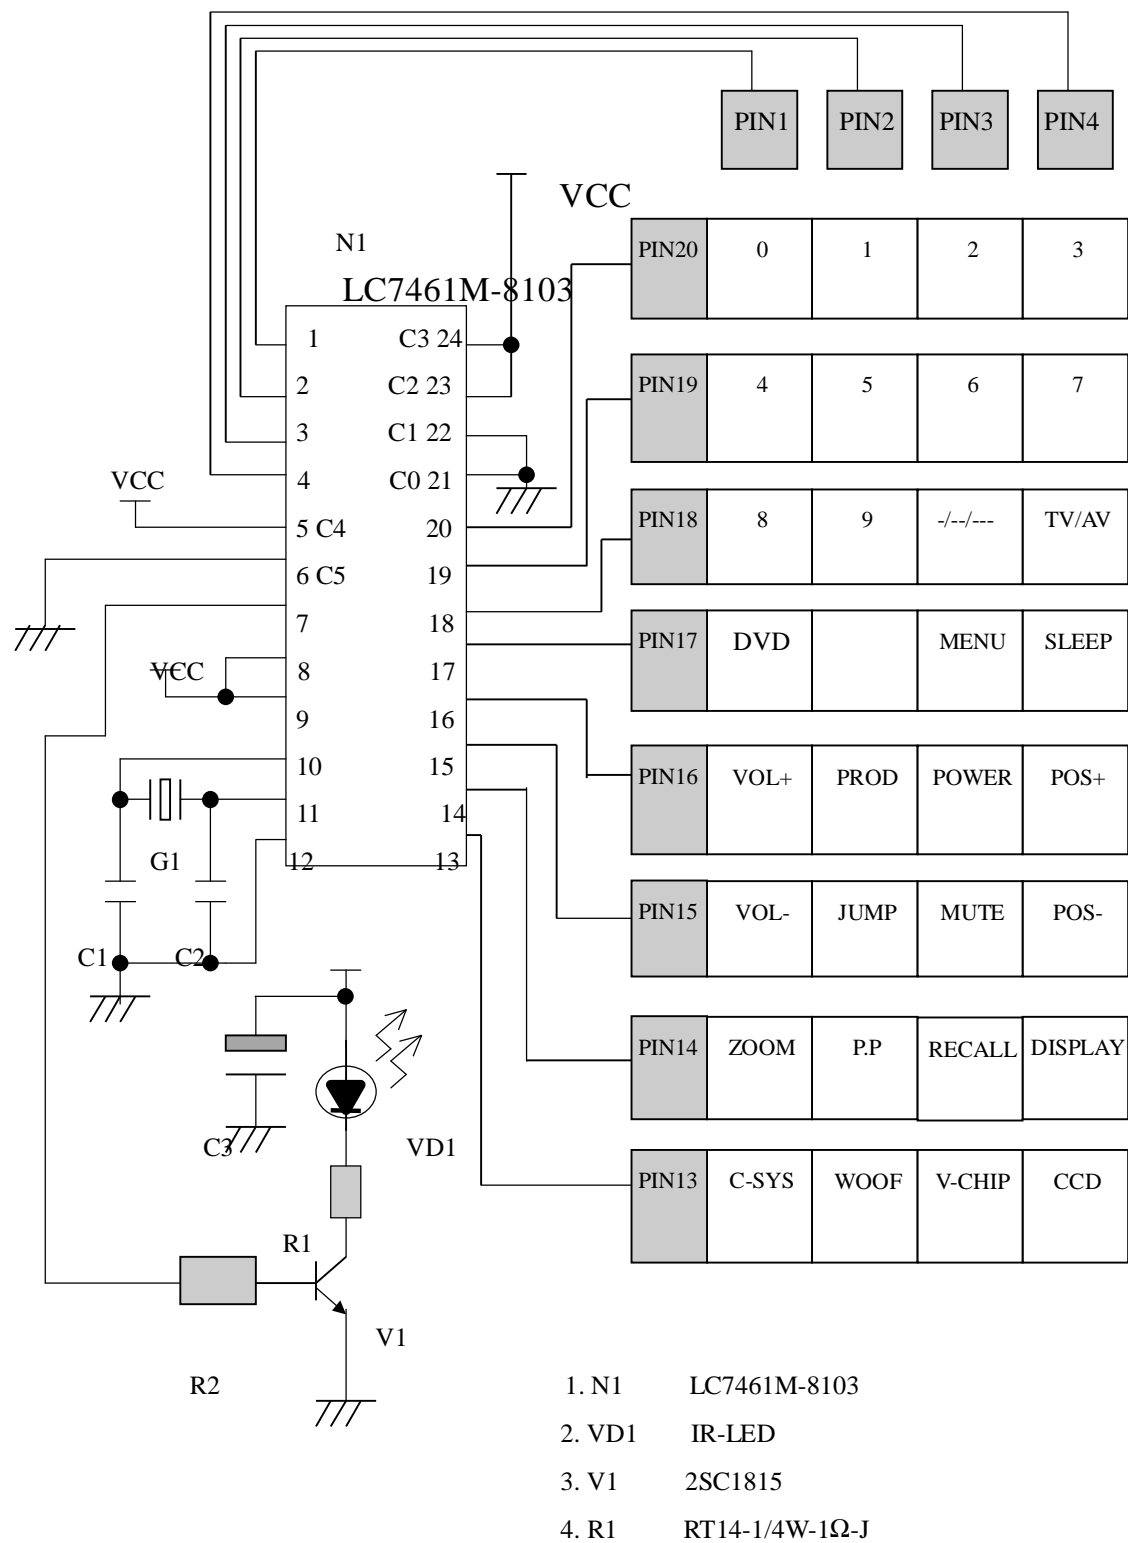 PIN1 PIN2 PIN3 PIN4
VCC
N1
LC7461M-8103
PIN20 0 1 2 3
PIN19 4 5 6 7
PIN18 8 9 -/--/--- TV/AV
PIN17 DVD MENU SLEEP
PIN16 VOL+ PROD POWER POS+
PIN15 VOL- JUMP MUTE POS-
PIN14 ZOOM P.P RECALL DISPLAY
PIN13 C-SYS WOOF V-CHIP CCD
1 C3 24
2 C2 23
3 C1 22
4 C0 21
VCC
5 C4 20
6 C5 19
7 18
VCC
8 17
9 16
10 15
11 14
12 13
G1
C1 C2
C3 VD1
R1
V1
R2
1. N1 LC7461M-8103
2. VD1 IR-LED
3. V1 2SC1815
4. R1 RT14-1/4W-1Ω-J